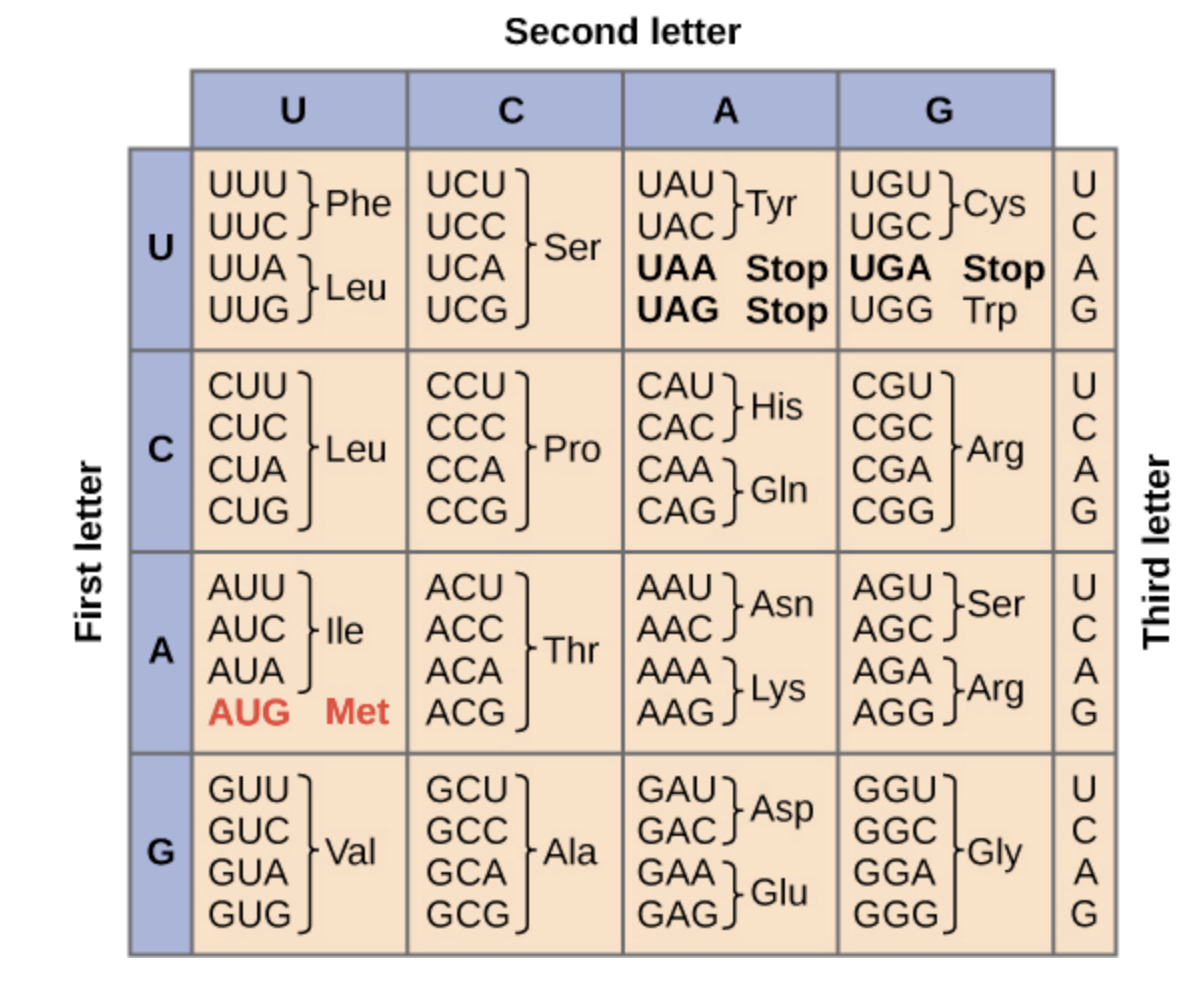 Second letter
U C A G
First letter
Third letter
U
UUU UCU UAU UGU U
Phe Tyr Cys
UUC UCC UAC UGC C
Ser
UUA UCA UAA Stop UGA Stop A
Leu
UUG UCG UAG Stop UGG Trp G
C
CUU CCU CAU CGU U
His
CUC CCC CAC CGC C
Leu Pro Arg
CUA CCA CAA CGA A
Gln
CUG CCG CAG CGG G
A
AUU ACU AAU AGU U
Asn Ser
AUC ACC AAC AGC C
Ile Thr
AUA ACA AAA AGA A
Lys Arg
AUG Met ACG AAG AGG G
G
GUU GCU GAU GGU U
Asp
GUC GCC GAC GGC C
Val Ala Gly
GUA GCA GAA GGA A
Glu
GUG GCG GAG GGG G